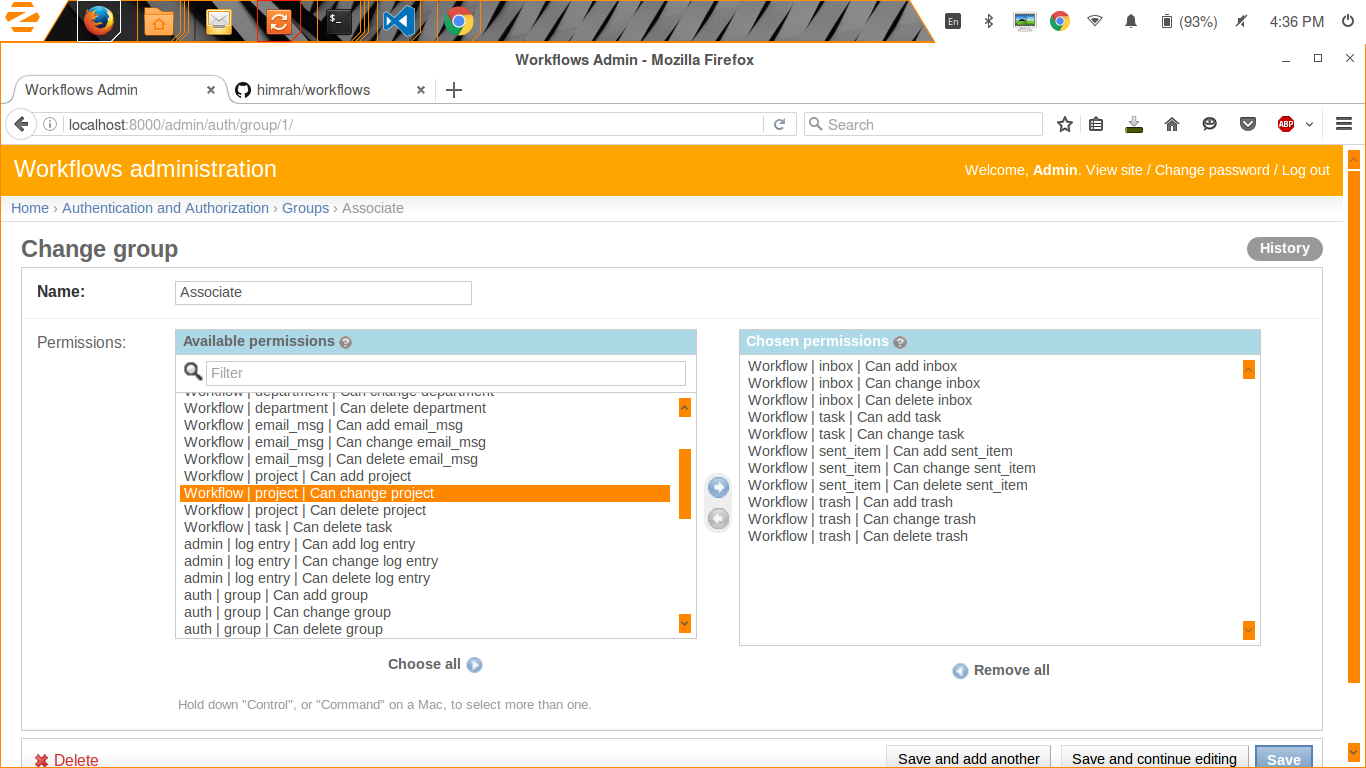 En
(93%)
4:36 PM
Workflows Admin - Mozilla Firefox
Workflows Admin
himrah/workflows
localhost:8000/admin/auth/group/1/
Search
ABP
Workflows administration
Welcome, Admin. View site / Change password / Log out
Home › Authentication and Authorization › Groups › Associate
Change group
History
Name:
Associate
Permissions:
Available permissions ?
Filter
Workflow | department | Can change department
Workflow | department | Can delete department
Workflow | email_msg | Can add email_msg
Workflow | email_msg | Can change email_msg
Workflow | email_msg | Can delete email_msg
Workflow | project | Can add project
Workflow | project | Can change project
Workflow | project | Can delete project
Workflow | task | Can delete task
admin | log entry | Can add log entry
admin | log entry | Can change log entry
admin | log entry | Can delete log entry
auth | group | Can add group
auth | group | Can change group
auth | group | Can delete group
Choose all
Chosen permissions ?
Workflow | inbox | Can add inbox
Workflow | inbox | Can change inbox
Workflow | inbox | Can delete inbox
Workflow | task | Can add task
Workflow | task | Can change task
Workflow | sent_item | Can add sent_item
Workflow | sent_item | Can change sent_item
Workflow | sent_item | Can delete sent_item
Workflow | trash | Can add trash
Workflow | trash | Can change trash
Workflow | trash | Can delete trash
Remove all
Hold down "Control", or "Command" on a Mac, to select more than one.
Delete
Save and add another
Save and continue editing
Save